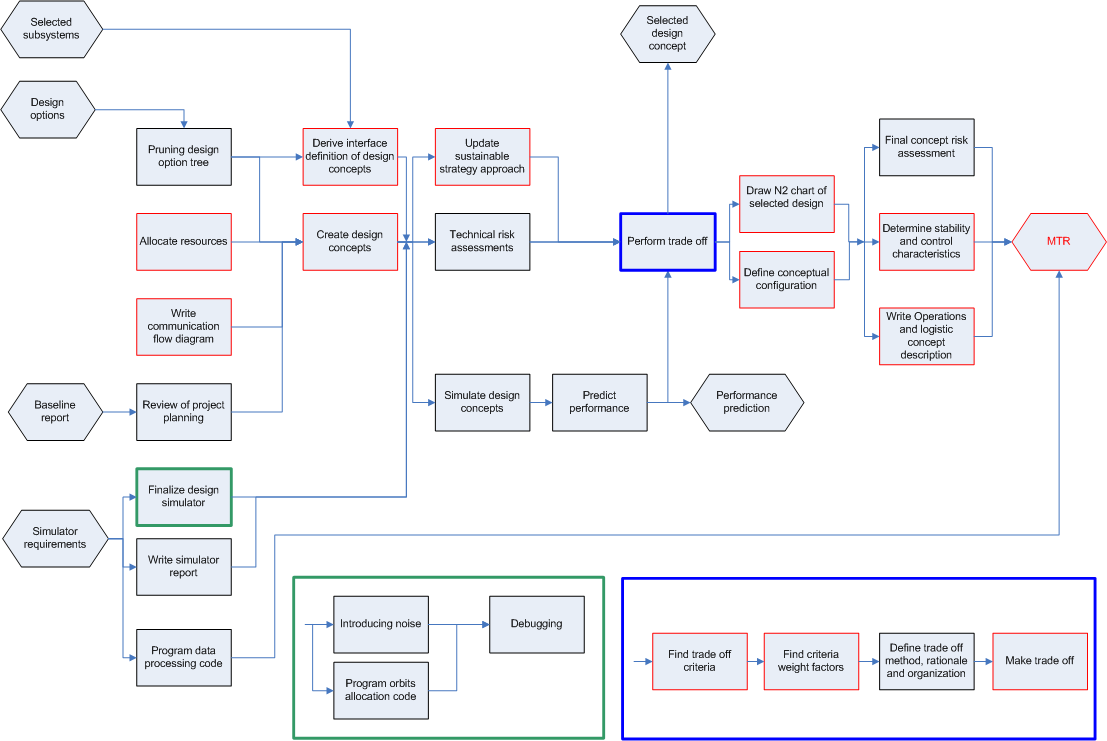 Selected
subsystems
Selected
design
concept
Design
options
Pruning design
option tree
Derive interface
definition of design
concepts
Update
sustainable
strategy approach
Final concept risk
assessment
Draw N2 chart of
selected design
Allocate resources
Create design
concepts
Technical risk
assessments
Perform trade off
Determine stability
and control
characteristics
MTR
Define conceptual
configuration
Write
communication
flow diagram
Write Operations
and logistic
concept
description
Baseline
report
Review of project
planning
Simulate design
concepts
Predict
performance
Performance
prediction
Finalize design
simulator
Simulator
requirements
Write simulator
report
Program data
processing code
Introducing noise
Debugging
Program orbits
allocation code
Find trade off
criteria
Find criteria
weight factors
Define trade off
method, rationale
and organization
Make trade off